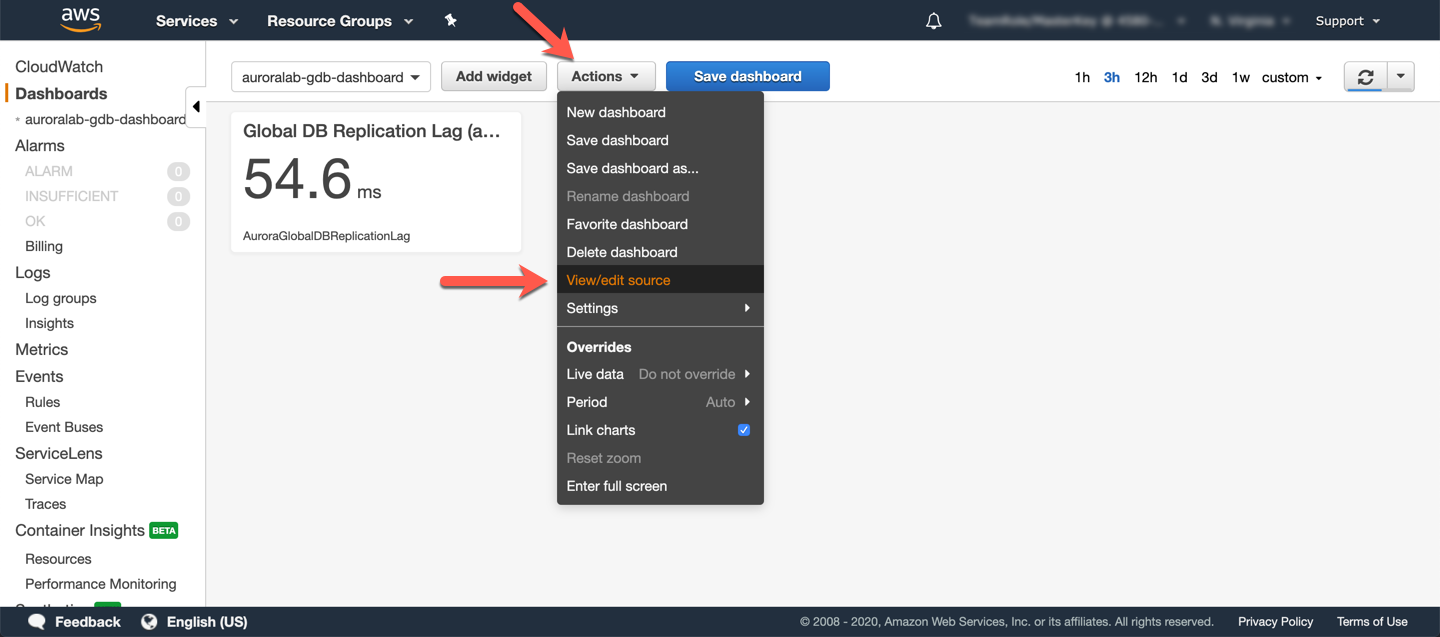 aws Services Resource Groups Support
CloudWatch
Dashboards
auroralab-gdb-dashboard
Alarms
ALARM 0
INSUFFICIENT 0
OK 0
Billing
Logs
Log groups
Insights
Metrics
Events
Rules
Event Buses
ServiceLens
Service Map
Traces
Container Insights BETA
Resources
Performance Monitoring
auroralab-gdb-dashboard Add widget Actions Save dashboard 1h 3h 12h 1d 3d 1w custom
Global DB Replication Lag (a...
54.6 ms
AuroraGlobalDBReplicationLag
New dashboard
Save dashboard
Save dashboard as...
Rename dashboard
Favorite dashboard
Delete dashboard
View/edit source
Settings
Overrides
Live data Do not override
Period Auto
Link charts
Reset zoom
Enter full screen
Feedback English (US) © 2008 - 2020, Amazon Web Services, Inc. or its affiliates. All rights reserved. Privacy Policy Terms of Use